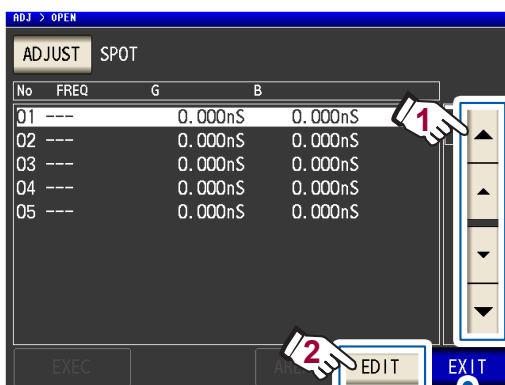 ADJ > OPEN
ADJUST SPOT
No FREQ G B
01 --- 0.000nS 0.000nS
02 --- 0.000nS 0.000nS
03 --- 0.000nS 0.000nS
04 --- 0.000nS 0.000nS
05 --- 0.000nS 0.000nS
1
2
EXEC EDIT EXIT